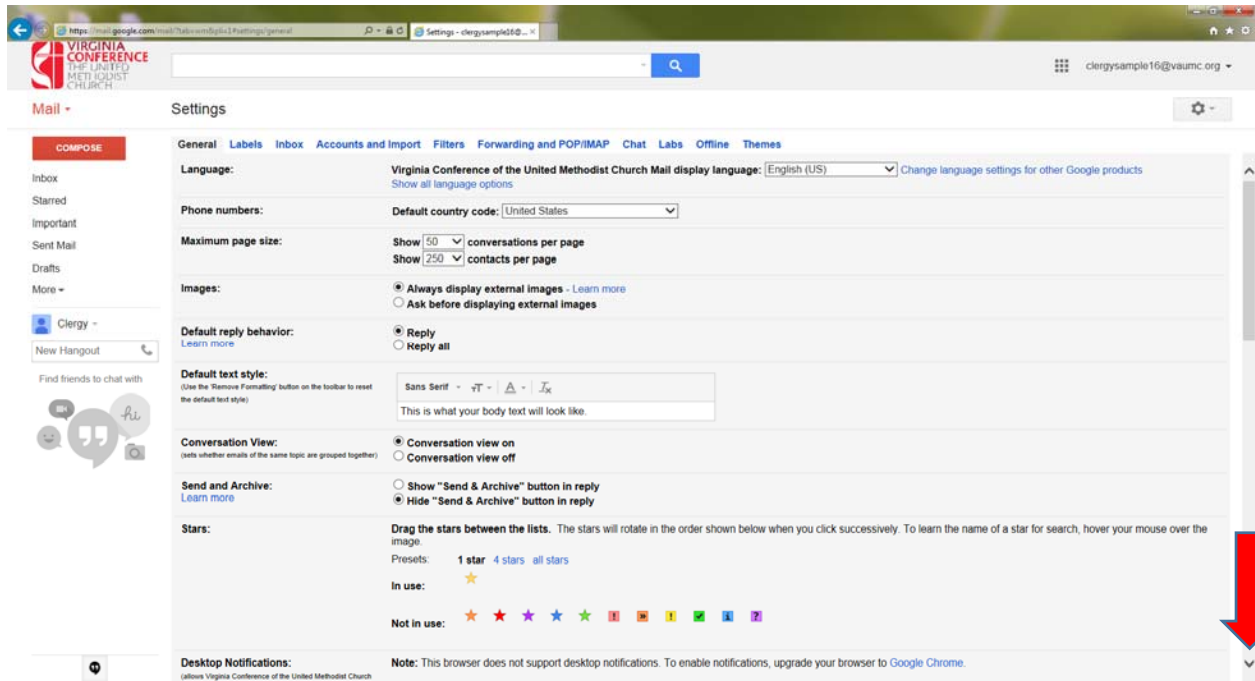 https://mail.google.com/mail/?tab=wm&pli=1#settings/general
Settings - clergysample16@...
VIRGINIA
CONFERENCE
THE UNITED
METHODIST
CHURCH
clergysample16@vaumc.org
Mail
Settings
COMPOSE
General Labels Inbox Accounts and Import Filters Forwarding and POP/IMAP Chat Labs Offline Themes
Inbox
Starred
Important
Sent Mail
Drafts
More
Clergy
New Hangout
Find friends to chat with
hi
Language:
Virginia Conference of the United Methodist Church Mail display language: English (US) Change language settings for other Google products
Show all language options
Phone numbers:
Default country code: United States
Maximum page size:
Show 50 conversations per page
Show 250 contacts per page
Images:
Always display external images - Learn more
Ask before displaying external images
Default reply behavior:
Learn more
Reply
Reply all
Default text style:
(Use the 'Remove Formatting' button on the toolbar to reset
the default text style)
Sans Serif TT A Tx
This is what your body text will look like.
Conversation View:
(sets whether emails of the same topic are grouped together)
Conversation view on
Conversation view off
Send and Archive:
Learn more
Show "Send & Archive" button in reply
Hide "Send & Archive" button in reply
Stars:
Drag the stars between the lists. The stars will rotate in the order shown below when you click successively. To learn the name of a star for search, hover your mouse over the
image.
Presets: 1 star 4 stars all stars
In use:
Not in use: ! » ! i ?
Desktop Notifications:
(allows Virginia Conference of the United Methodist Church
Note: This browser does not support desktop notifications. To enable notifications, upgrade your browser to Google Chrome.